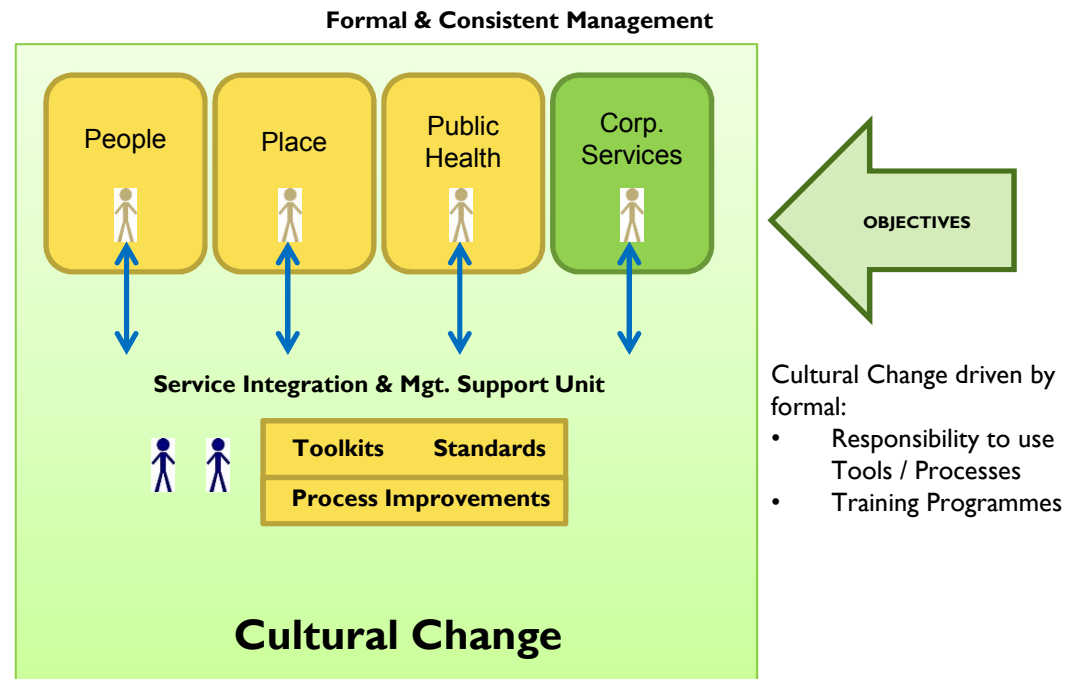 Formal & Consistent Management
People
Place
Public
Health
Corp.
Services
OBJECTIVES
Service Integration & Mgt. Support Unit
Toolkits Standards
Process Improvements
Cultural Change driven by
formal:
• Responsibility to use
Tools / Processes
• Training Programmes
Cultural Change